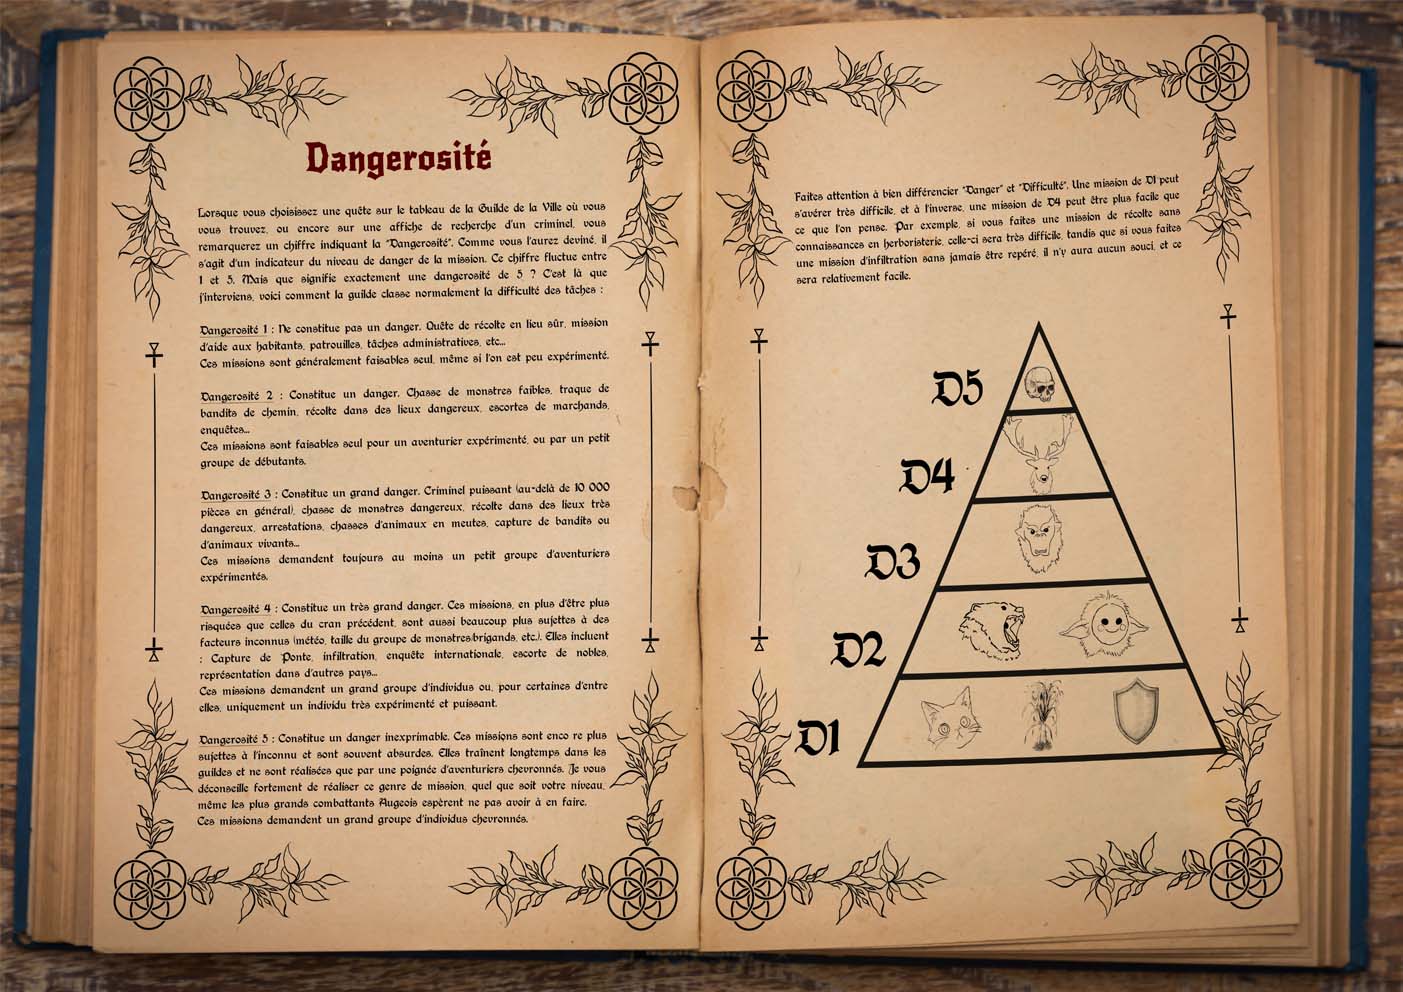 Dangerosité
Lorsque vous choisissez une quête sur le tableau de la Guilde de la Ville où vous
vous trouvez, ou encore sur une affiche de recherche d'un criminel, vous
remarquerez un chiffre indiquant la "Dangerosité". Comme vous l'aurez deviné, il
s'agit d'un indicateur du niveau de danger de la mission. Ce chiffre fluctue entre
1 et 5. Mais que signifie exactement une dangerosité de 5 ? C'est là que
j'interviens, voici comment la guilde classe normalement la difficulté des tâches :
Dangerosité 1 : Ne constitue pas un danger. Quête de récolte en lieu sûr, mission
d'aide aux habitants, patrouilles, tâches administratives, etc...
Ces missions sont généralement faisables seul, même si l'on est peu expérimenté.
Dangerosité 2 : Constitue un danger. Chasse de monstres faibles, traque de
bandits de chemin, récolte dans des lieux dangereux, escortes de marchands,
enquêtes...
Ces missions sont faisables seul pour un aventurier expérimenté, ou par un petit
groupe de débutants.
Dangerosité 3 : Constitue un grand danger. Criminel puissant (au-delà de 10 000
pièces en général), chasse de monstres dangereux, récolte dans des lieux très
dangereux, arrestations, chasses d'animaux en meutes, capture de bandits ou
d'animaux vivants...
Ces missions demandent toujours au moins un petit groupe d'aventuriers
expérimentés.
Dangerosité 4 : Constitue un très grand danger. Ces missions, en plus d'être plus
risquées que celles du cran précédent, sont aussi beaucoup plus sujettes à des
facteurs inconnus (météo, taille du groupe de monstres/brigands, etc.). Elles incluent
: Capture de Ponte, infiltration, enquête internationale, escorte de nobles,
représentation dans d'autres pays...
Ces missions demandent un grand groupe d'individus ou, pour certaines d'entre
elles, uniquement un individu très expérimenté et puissant.
Dangerosité 5 : Constitue un danger inexprimable. Ces missions sont enco re plus
sujettes à l'inconnu et sont souvent absurdes. Elles traînent longtemps dans les
guildes et ne sont réalisées que par une poignée d'aventuriers chevronnés. Je vous
déconseille fortement de réaliser ce genre de mission, quel que soit votre niveau,
même les plus grands combattants Augeois espèrent ne pas avoir à en faire.
Ces missions demandent un grand groupe d'individus chevronnés.
Faites attention à bien différencier "Danger" et "Difficulté". Une mission de D1 peut
s'avérer très difficile, et à l'inverse, une mission de D4 peut être plus facile que
ce que l'on pense. Par exemple, si vous faites une mission de récolte sans
connaissances en herboristerie, celle-ci sera très difficile, tandis que si vous faites
une mission d'infiltration sans jamais être repéré, il n'y aura aucun souci, et ce
sera relativement facile.
D5
D4
D3
D2
D1